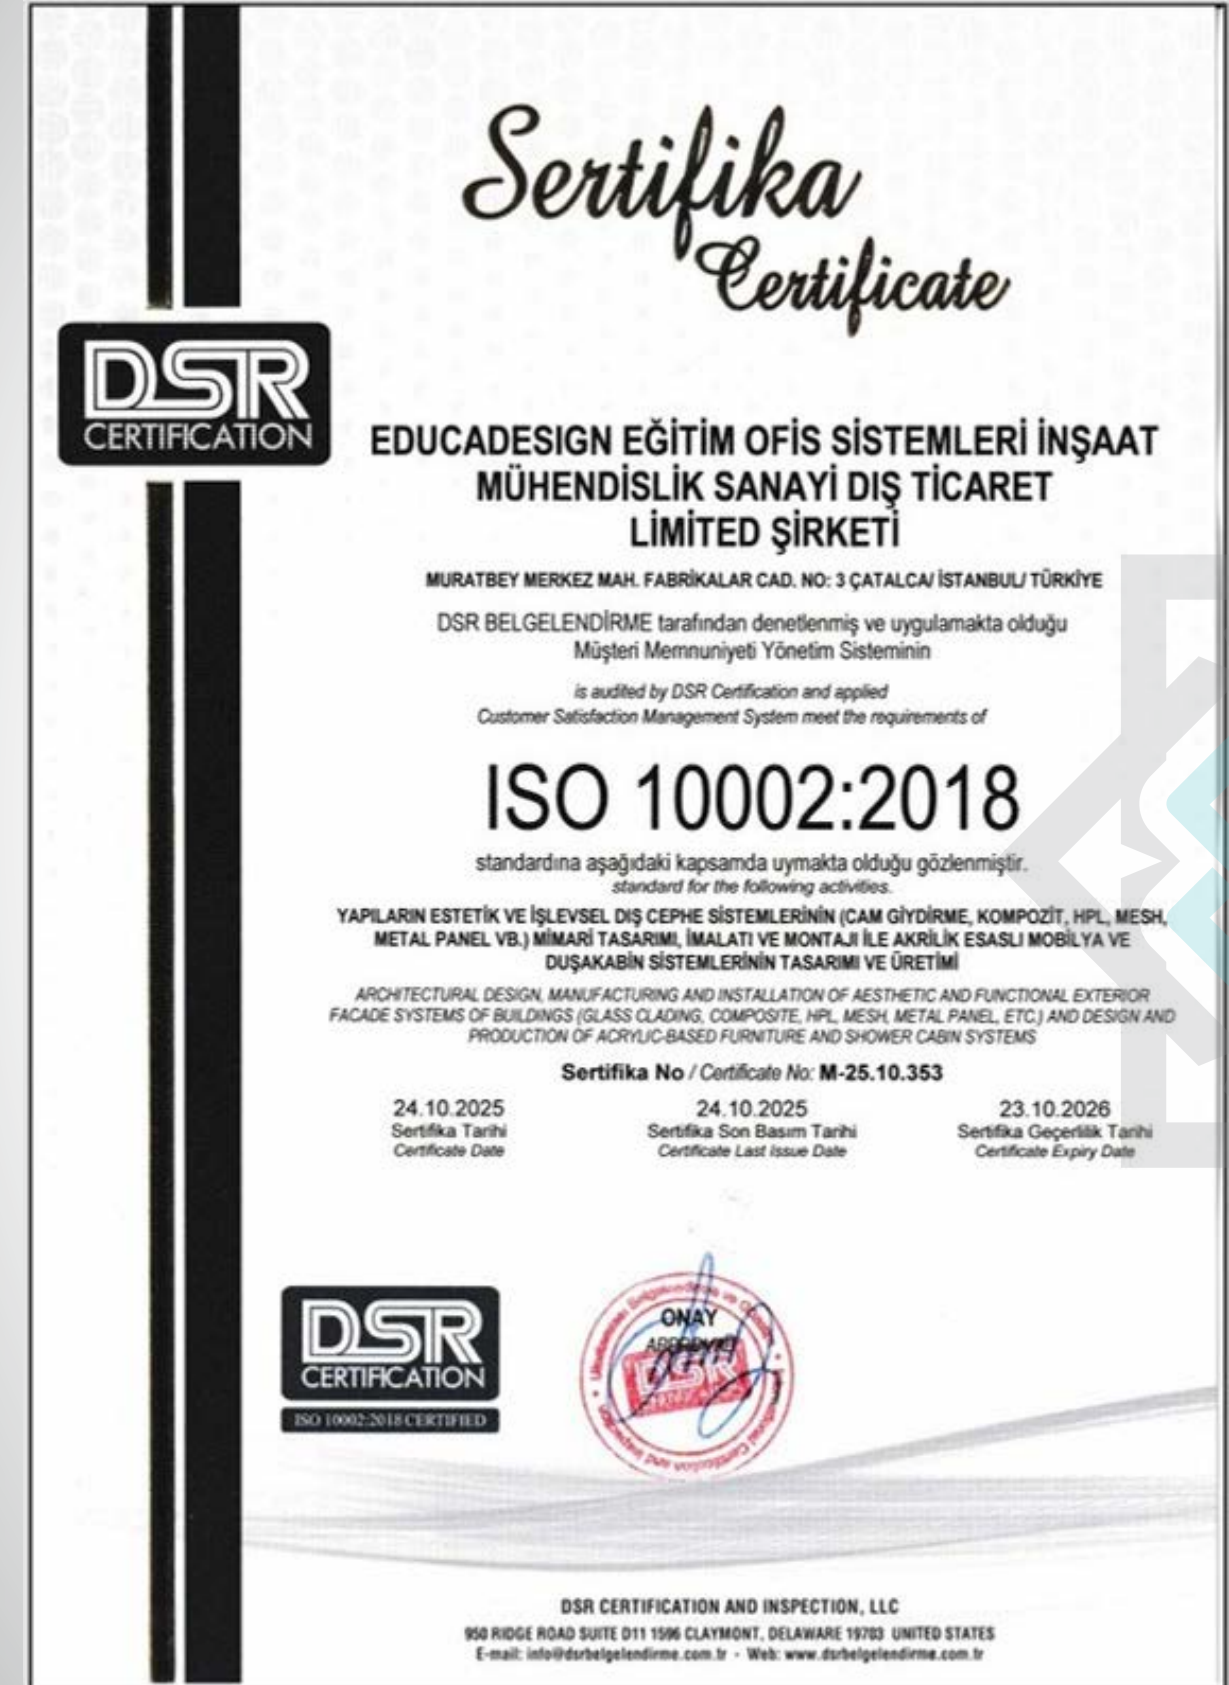 Sertifika
Certificate
DSR
CERTIFICATION
EDUCADESIGN EĞİTİM OFİS SİSTEMLERİ İNŞAAT
MÜHENDİSLİK SANAYİ DIŞ TİCARET
LİMİTED ŞİRKETİ
MURATBEY MERKEZ MAH. FABRİKALAR CAD. NO: 3 ÇATALCA/ İSTANBUL/ TÜRKİYE
DSR BELGELENDİRME tarafından denetlenmiş ve uygulamakta olduğu
Müşteri Memnuniyeti Yönetim Sisteminin
is audited by DSR Certification and applied
Customer Satisfaction Management System meet the requirements of
ISO 10002:2018
standardına aşağıdaki kapsamda uymakta olduğu gözlenmiştir.
standard for the following activities.
YAPILARIN ESTETİK VE İŞLEVSEL DIŞ CEPHE SİSTEMLERİNİN (CAM GİYDİRME, KOMPOZİT, HPL, MESH,
METAL PANEL VB.) MİMARİ TASARIMI, İMALATI VE MONTAJI İLE AKRİLİK ESASLI MOBİLYA VE
DUŞAKABİN SİSTEMLERİNİN TASARIMI VE ÜRETİMİ
ARCHITECTURAL DESIGN, MANUFACTURING AND INSTALLATION OF AESTHETIC AND FUNCTIONAL EXTERIOR
FACADE SYSTEMS OF BUILDINGS (GLASS CLADING, COMPOSITE, HPL, MESH, METAL PANEL, ETC.) AND DESIGN AND
PRODUCTION OF ACRYLIC-BASED FURNITURE AND SHOWER CABIN SYSTEMS
Sertifika No / Certificate No: M-25.10.353
24.10.2025 24.10.2025 23.10.2026
Sertifika Tarihi Sertifika Son Basım Tarihi Sertifika Geçerlilik Tarihi
Certificate Date Certificate Last Issue Date Certificate Expiry Date
DSR
CERTIFICATION
ISO 10002:2018 CERTIFIED
ONAY
APPROVED
DSR
DSR CERTIFICATION AND INSPECTION, LLC
950 RIDGE ROAD SUITE D11 1596 CLAYMONT, DELAWARE 19703 UNITED STATES
E-mail: info@dsrbelgelendirme.com.tr - Web: www.dsrbelgelendirme.com.tr